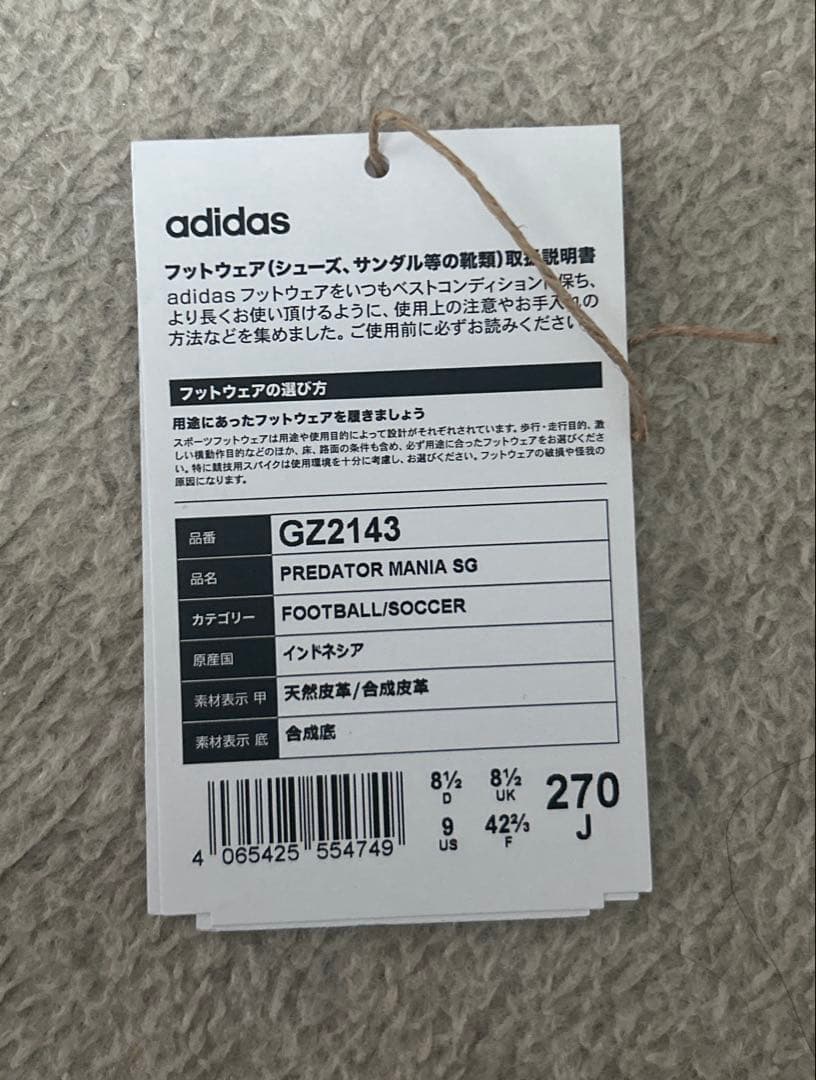 adidas
フットウェア(シューズ、サンダル等の靴類)取扱説明書
adidas フットウェアをいつもベストコンディションに保ち、
より長くお使い頂けるように、使用上の注意やお手入れの
方法などを集めました。ご使用前に必ずお読みください。
フットウェアの選び方
用途にあったフットウェアを履きましょう
スポーツフットウェアは用途や使用目的によって設計がそれぞれされています。歩行・走行目的、激
しい横動作目的などのほか、床、路面の条件も含め、必ず用途に合ったフットウェアをお選びくださ
い。特に競技用スパイクは使用環境を十分に考慮し、お選びください。フットウェアの破損や怪我の
原因になります。
品番 GZ2143
品名 PREDATOR MANIA SG
カテゴリー FOOTBALL/SOCCER
原産国 インドネシア
素材表示 甲 天然皮革/合成皮革
素材表示 底 合成底
8½ 8½ 270
D UK J
9 42⅔
US F
4 065425 554749